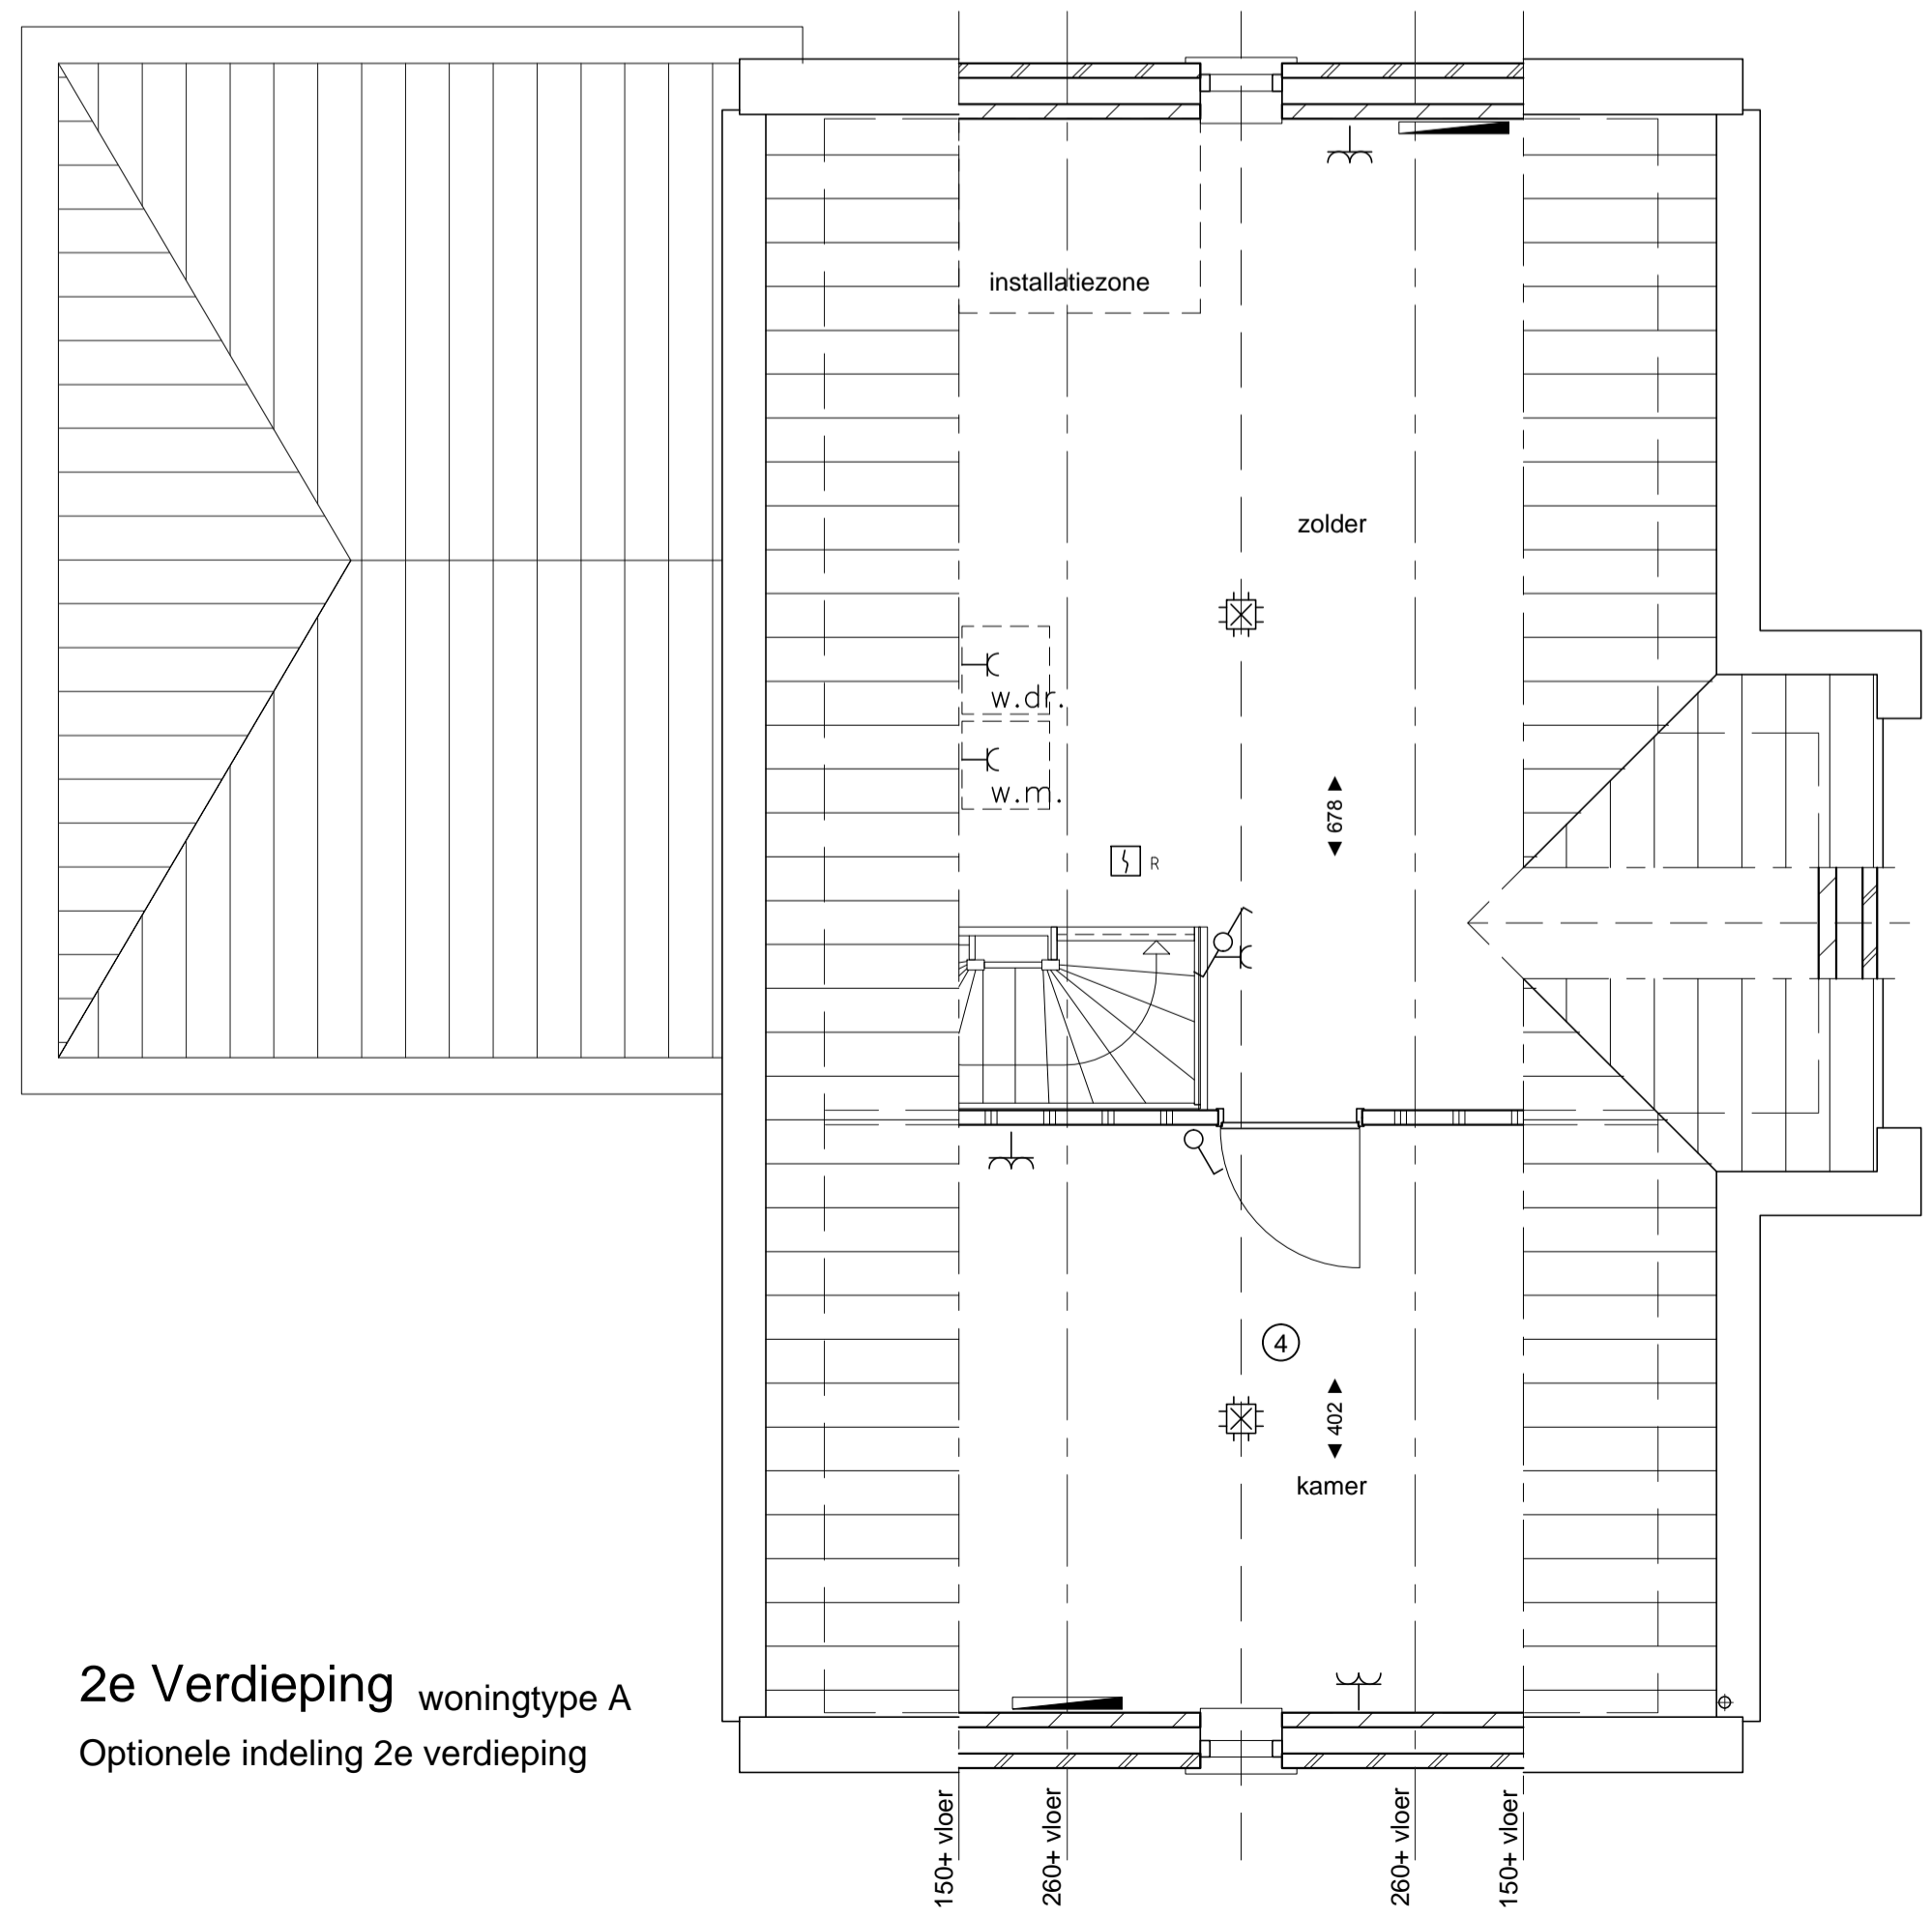 installatiezone
zolder
w.dr.
w.m.
678
R
4
402
kamer
2e Verdieping woningtype A
Optionele indeling 2e verdieping
150+ vloer
260+ vloer
260+ vloer
150+ vloer